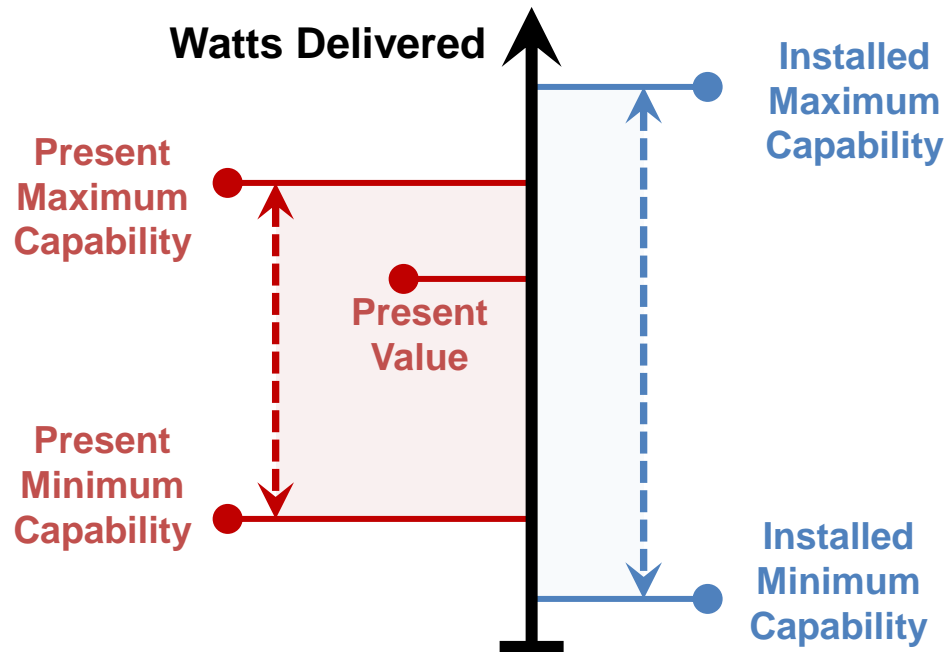 Watts Delivered
Installed
Maximum
Capability
Present
Maximum
Capability
Present
Value
Present
Minimum
Capability
Installed
Minimum
Capability